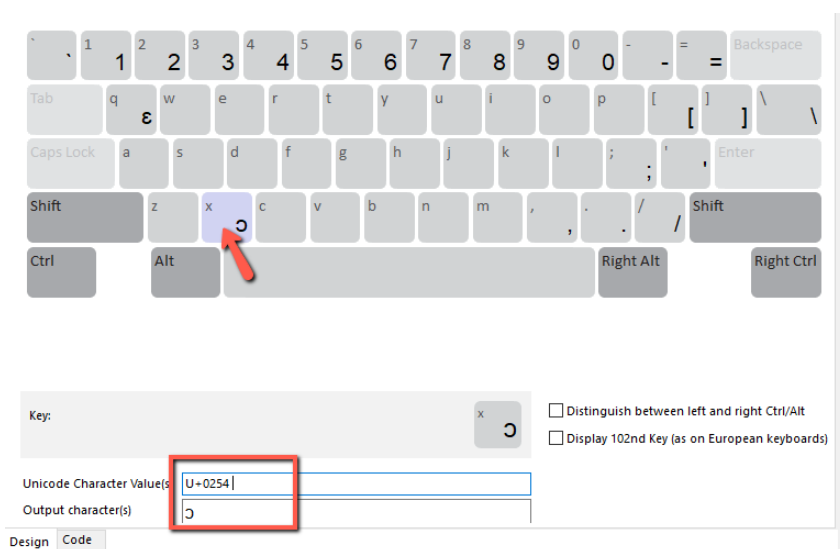 ` ` 1 1 2 2 3 3 4 4 5 5 6 6 7 7 8 8 9 9 0 0 - - = = Backspace
Tab q ɛ w e r t y u i o p [ [ ] ] \ \
Caps Lock a s d f g h j k l ; ; ' ' Enter
Shift z x ɔ c v b n m , , . . / / Shift
Ctrl Alt Right Alt Right Ctrl
Key: x ɔ
Distinguish between left and right Ctrl/Alt
Display 102nd Key (as on European keyboards)
Unicode Character Value(s U+0254
Output character(s) ɔ
Design Code